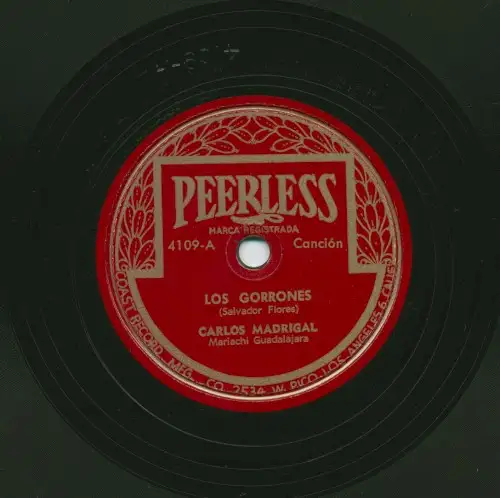 PEERLESS
MARCA REGISTRADA
4109-A Canción
LOS GORRONES
(Salvador Flores)
CARLOS MADRIGAL
Mariachi Guadalajara
COAST RECORD MFG. CO. 2534 W. PICO-LOS ANGELES 6 CALIF.